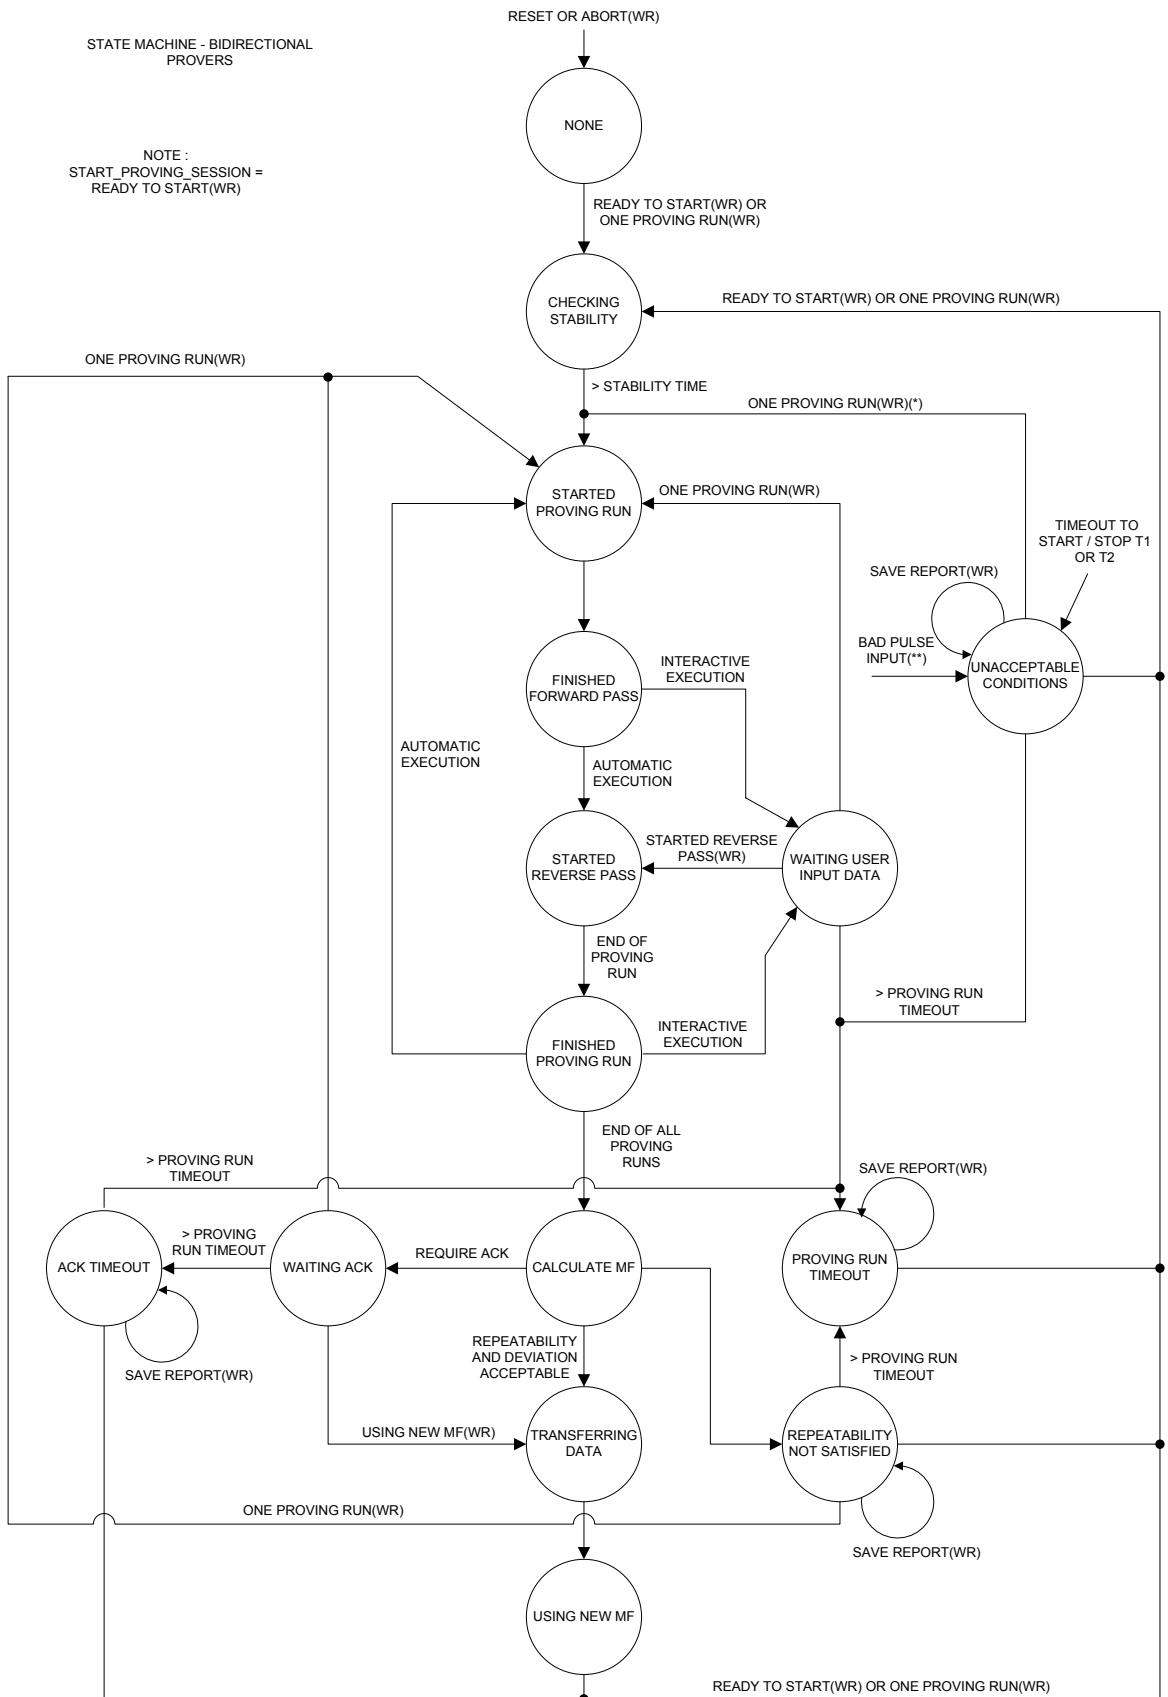 RESET OR ABORT(WR)
STATE MACHINE - BIDIRECTIONAL
PROVERS
NONE
NOTE :
START_PROVING_SESSION =
READY TO START(WR)
READY TO START(WR) OR
ONE PROVING RUN(WR)
CHECKING
STABILITY
READY TO START(WR) OR ONE PROVING RUN(WR)
ONE PROVING RUN(WR)
> STABILITY TIME
ONE PROVING RUN(WR)(*)
STARTED
PROVING RUN
ONE PROVING RUN(WR)
TIMEOUT TO
START / STOP T1
OR T2
SAVE REPORT(WR)
BAD PULSE
INPUT(**)
UNACCEPTABLE
CONDITIONS
FINISHED
FORWARD PASS
INTERACTIVE
EXECUTION
AUTOMATIC
EXECUTION
AUTOMATIC
EXECUTION
STARTED
REVERSE PASS
STARTED REVERSE
PASS(WR)
WAITING USER
INPUT DATA
END OF
PROVING
RUN
> PROVING RUN
TIMEOUT
FINISHED
PROVING RUN
INTERACTIVE
EXECUTION
END OF ALL
PROVING
RUNS
> PROVING RUN
TIMEOUT
SAVE REPORT(WR)
ACK TIMEOUT
> PROVING
RUN TIMEOUT
WAITING ACK
REQUIRE ACK
CALCULATE MF
PROVING RUN
TIMEOUT
SAVE REPORT(WR)
REPEATABILITY
AND DEVIATION
ACCEPTABLE
> PROVING RUN
TIMEOUT
USING NEW MF(WR)
TRANSFERRING
DATA
REPEATABILITY
NOT SATISFIED
ONE PROVING RUN(WR)
SAVE REPORT(WR)
USING NEW MF
READY TO START(WR) OR ONE PROVING RUN(WR)